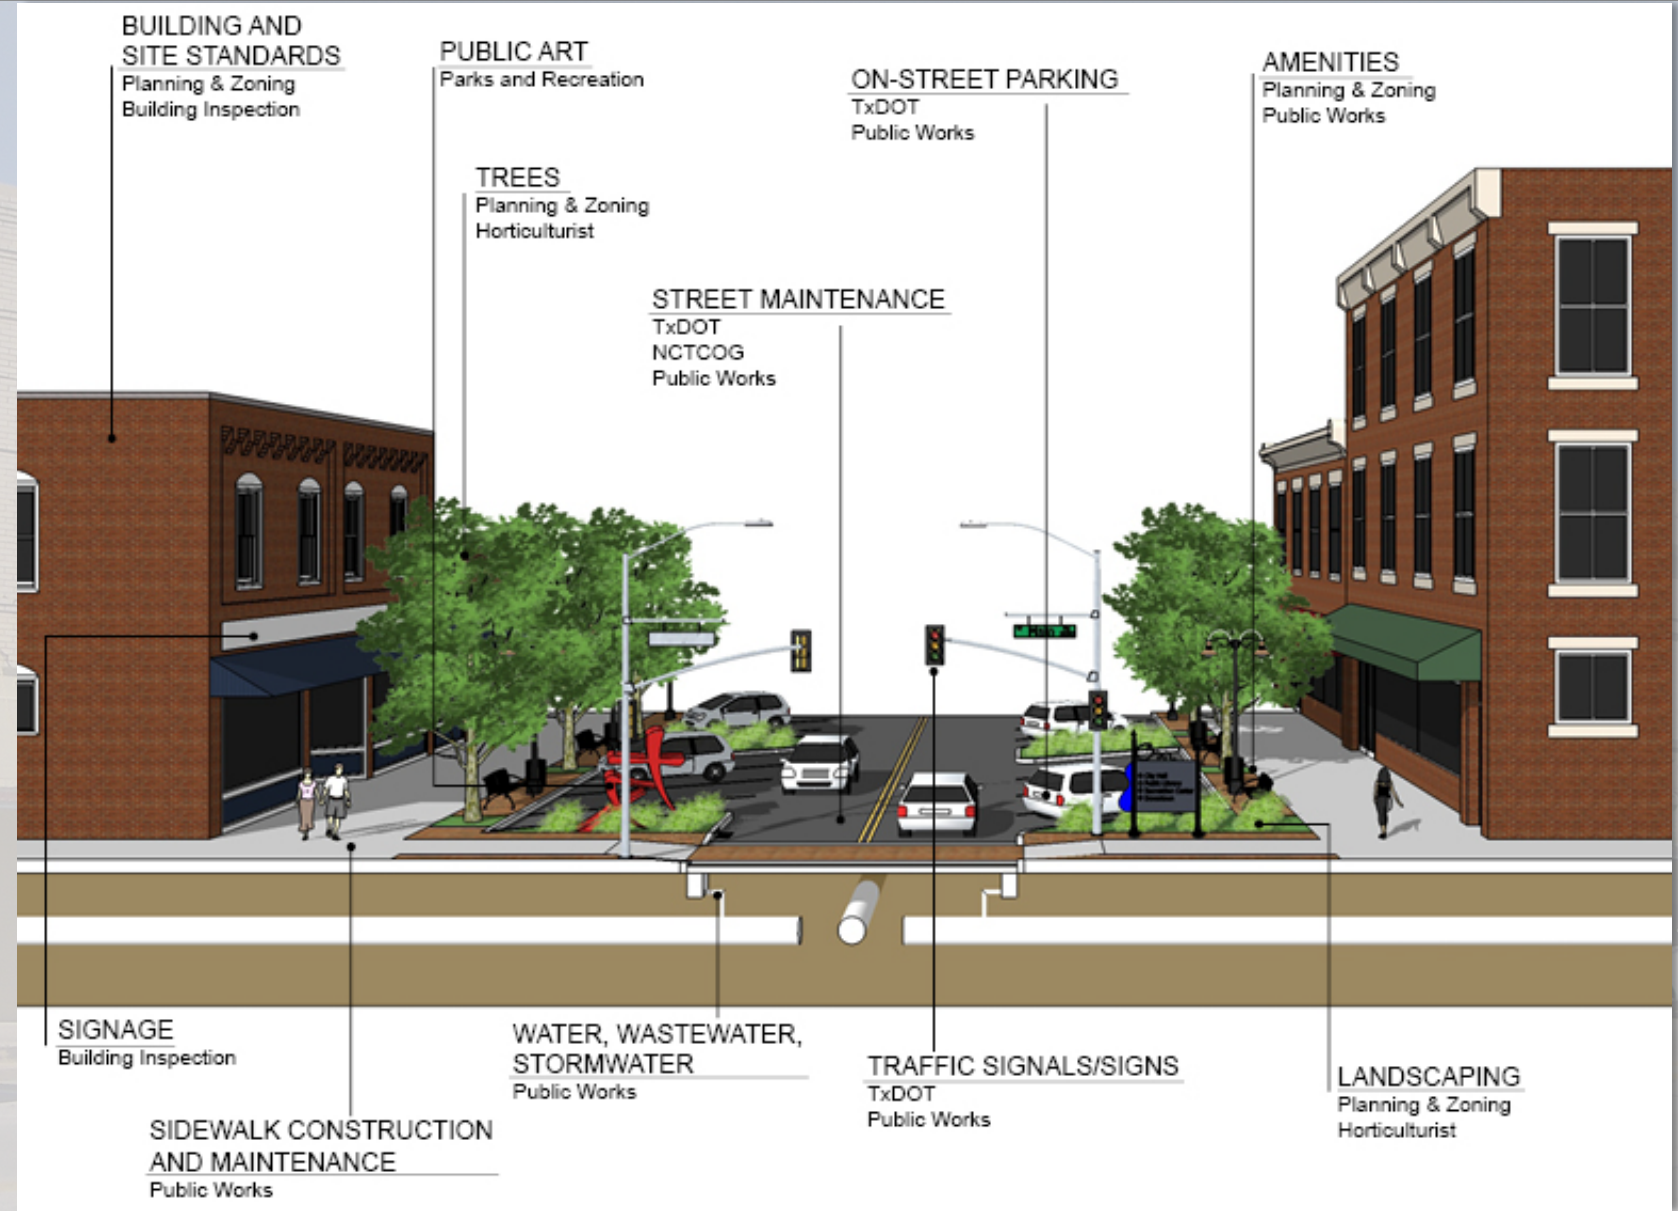 BUILDING AND
SITE STANDARDS
Planning & Zoning
Building Inspection
PUBLIC ART
Parks and Recreation
ON-STREET PARKING
TxDOT
Public Works
AMENITIES
Planning & Zoning
Public Works
TREES
Planning & Zoning
Horticulturist
STREET MAINTENANCE
TxDOT
NCTCOG
Public Works
Main
SIGNAGE
Building Inspection
WATER, WASTEWATER,
STORMWATER
Public Works
TRAFFIC SIGNALS/SIGNS
TxDOT
Public Works
LANDSCAPING
Planning & Zoning
Horticulturist
SIDEWALK CONSTRUCTION
AND MAINTENANCE
Public Works